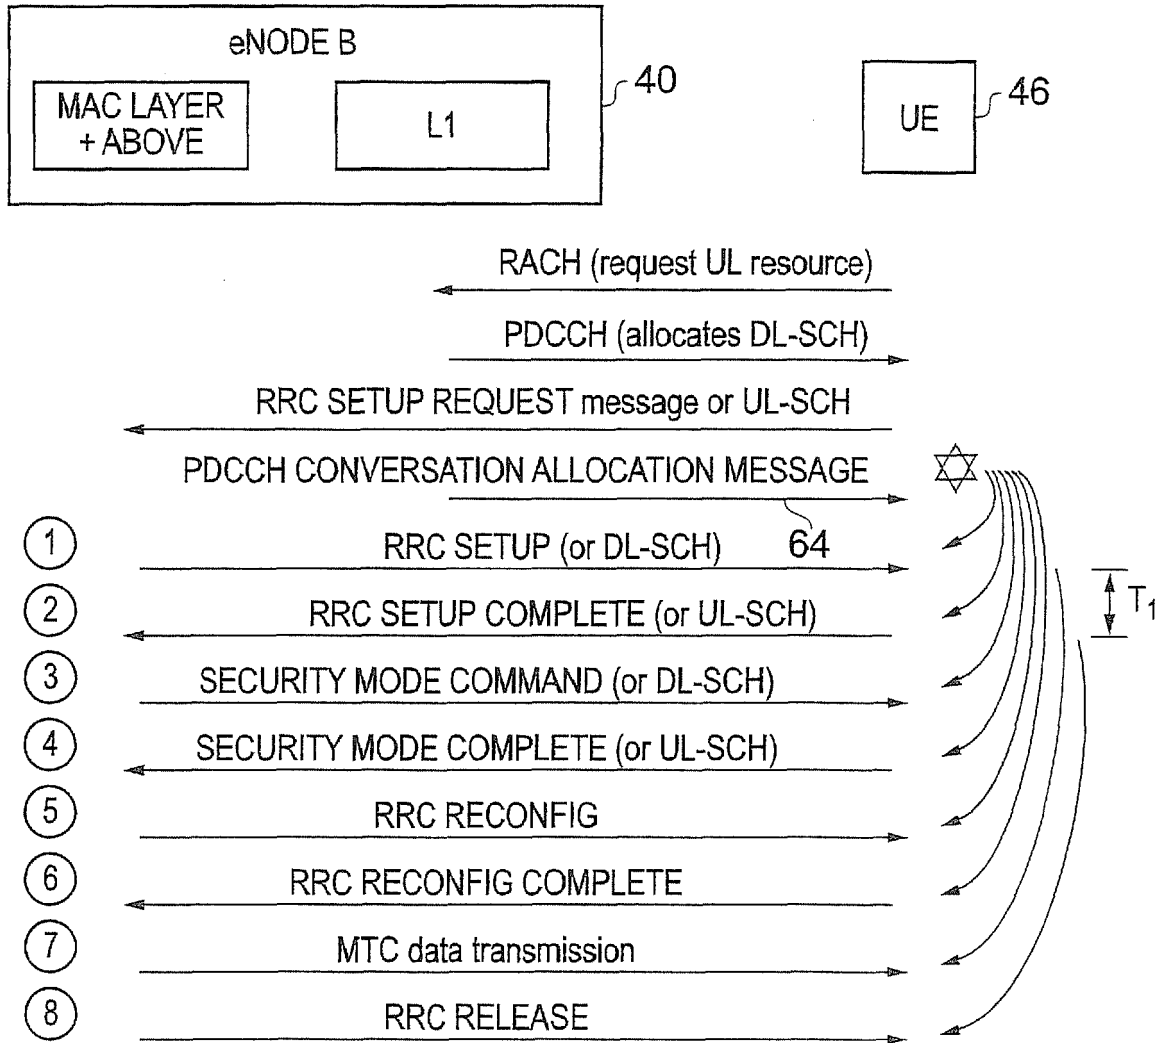 eNODE B
MAC LAYER
+ ABOVE
L1
40
UE
46
RACH (request UL resource)
PDCCH (allocates DL-SCH)
RRC SETUP REQUEST message or UL-SCH
PDCCH CONVERSATION ALLOCATION MESSAGE
64
1 RRC SETUP (or DL-SCH)
T1
2 RRC SETUP COMPLETE (or UL-SCH)
3 SECURITY MODE COMMAND (or DL-SCH)
4 SECURITY MODE COMPLETE (or UL-SCH)
5 RRC RECONFIG
6 RRC RECONFIG COMPLETE
7 MTC data transmission
8 RRC RELEASE